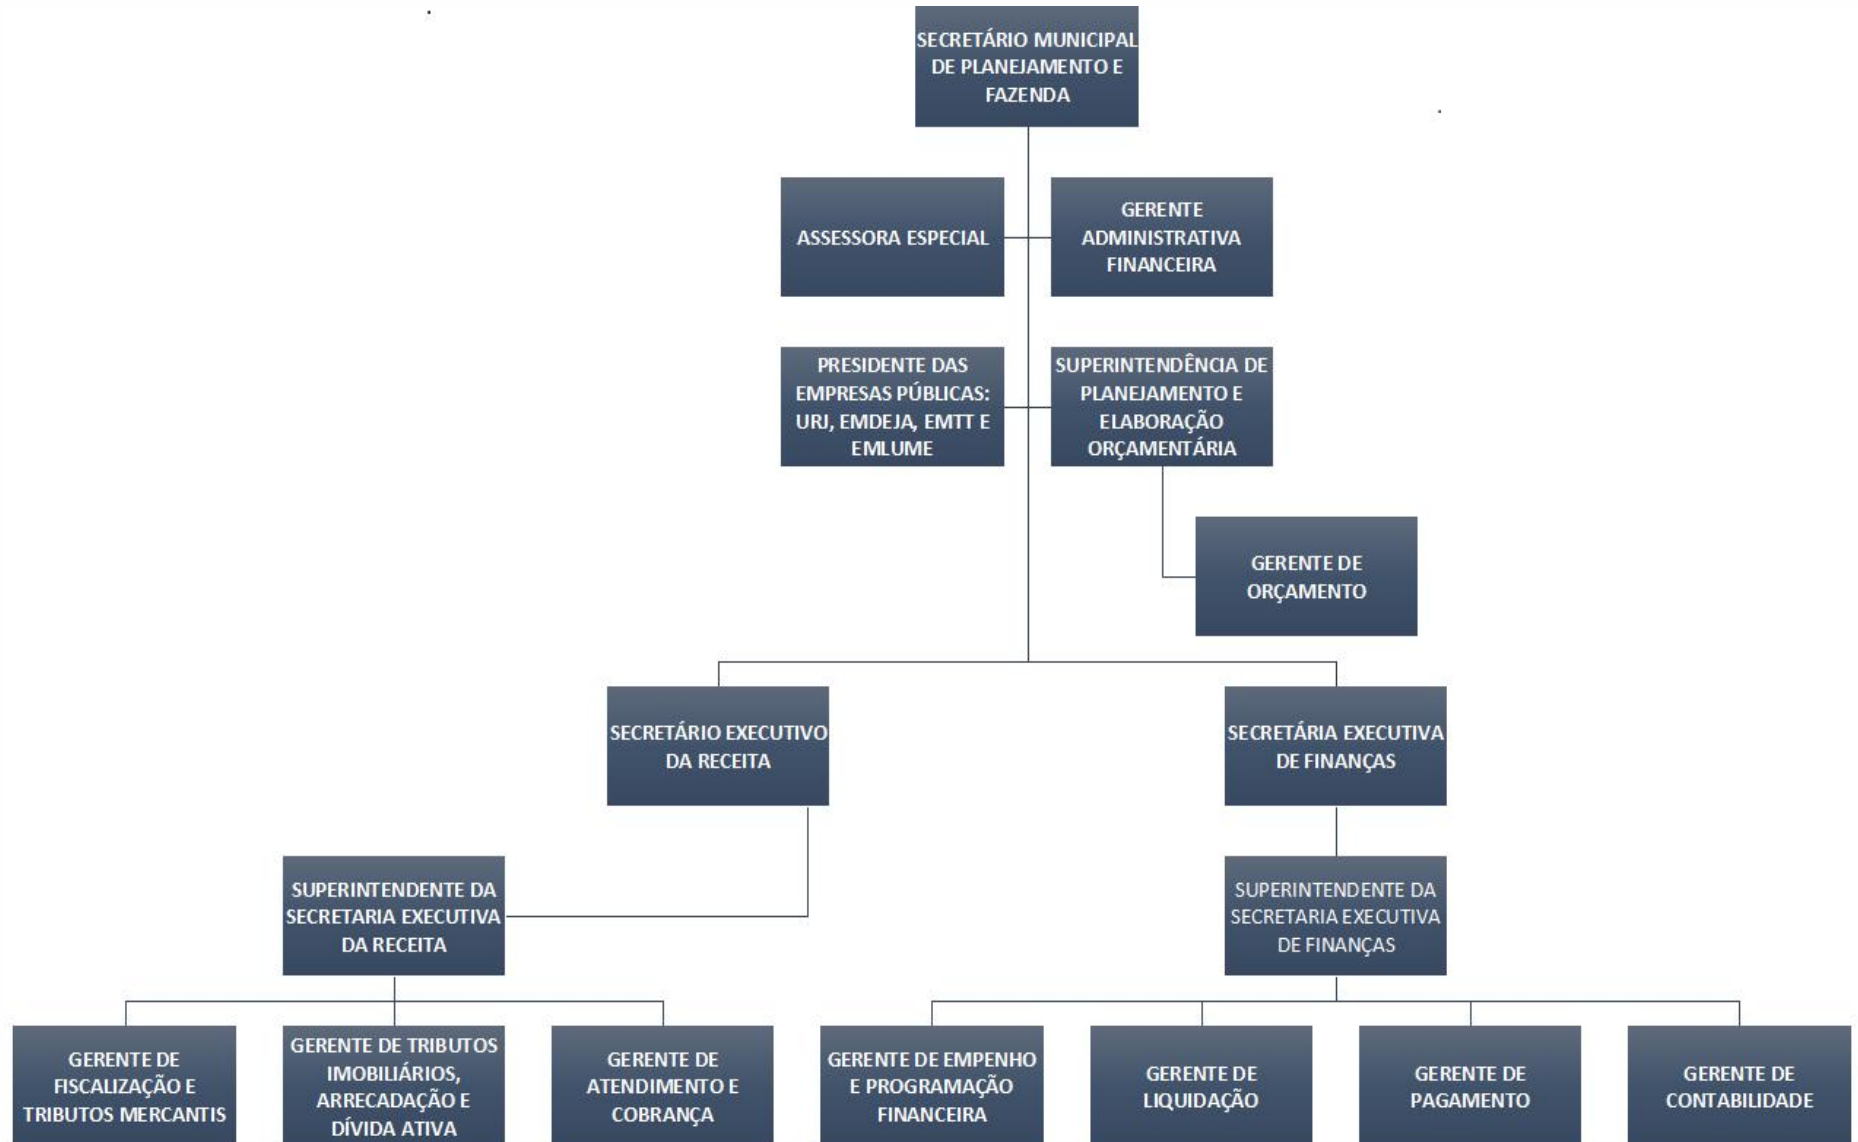 SECRETÁRIO MUNICIPAL
DE PLANEJAMENTO E
FAZENDA
ASSESSORA ESPECIAL
GERENTE
ADMINISTRATIVA
FINANCEIRA
PRESIDENTE DAS
EMPRESAS PÚBLICAS:
URJ, EMDEJA, EMTT E
EMLUME
SUPERINTENDÊNCIA DE
PLANEJAMENTO E
ELABORAÇÃO
ORÇAMENTÁRIA
GERENTE DE
ORÇAMENTO
SECRETÁRIO EXECUTIVO
DA RECEITA
SECRETÁRIA EXECUTIVA
DE FINANÇAS
SUPERINTENDENTE DA
SECRETARIA EXECUTIVA
DA RECEITA
SUPERINTENDENTE DA
SECRETARIA EXECUTIVA
DE FINANÇAS
GERENTE DE
FISCALIZAÇÃO E
TRIBUTOS MERCANTIS
GERENTE DE TRIBUTOS
IMOBILIÁRIOS,
ARRECADAÇÃO E
DÍVIDA ATIVA
GERENTE DE
ATENDIMENTO E
COBRANÇA
GERENTE DE EMPENHO
E PROGRAMAÇÃO
FINANCEIRA
GERENTE DE
LIQUIDAÇÃO
GERENTE DE
PAGAMENTO
GERENTE DE
CONTABILIDADE